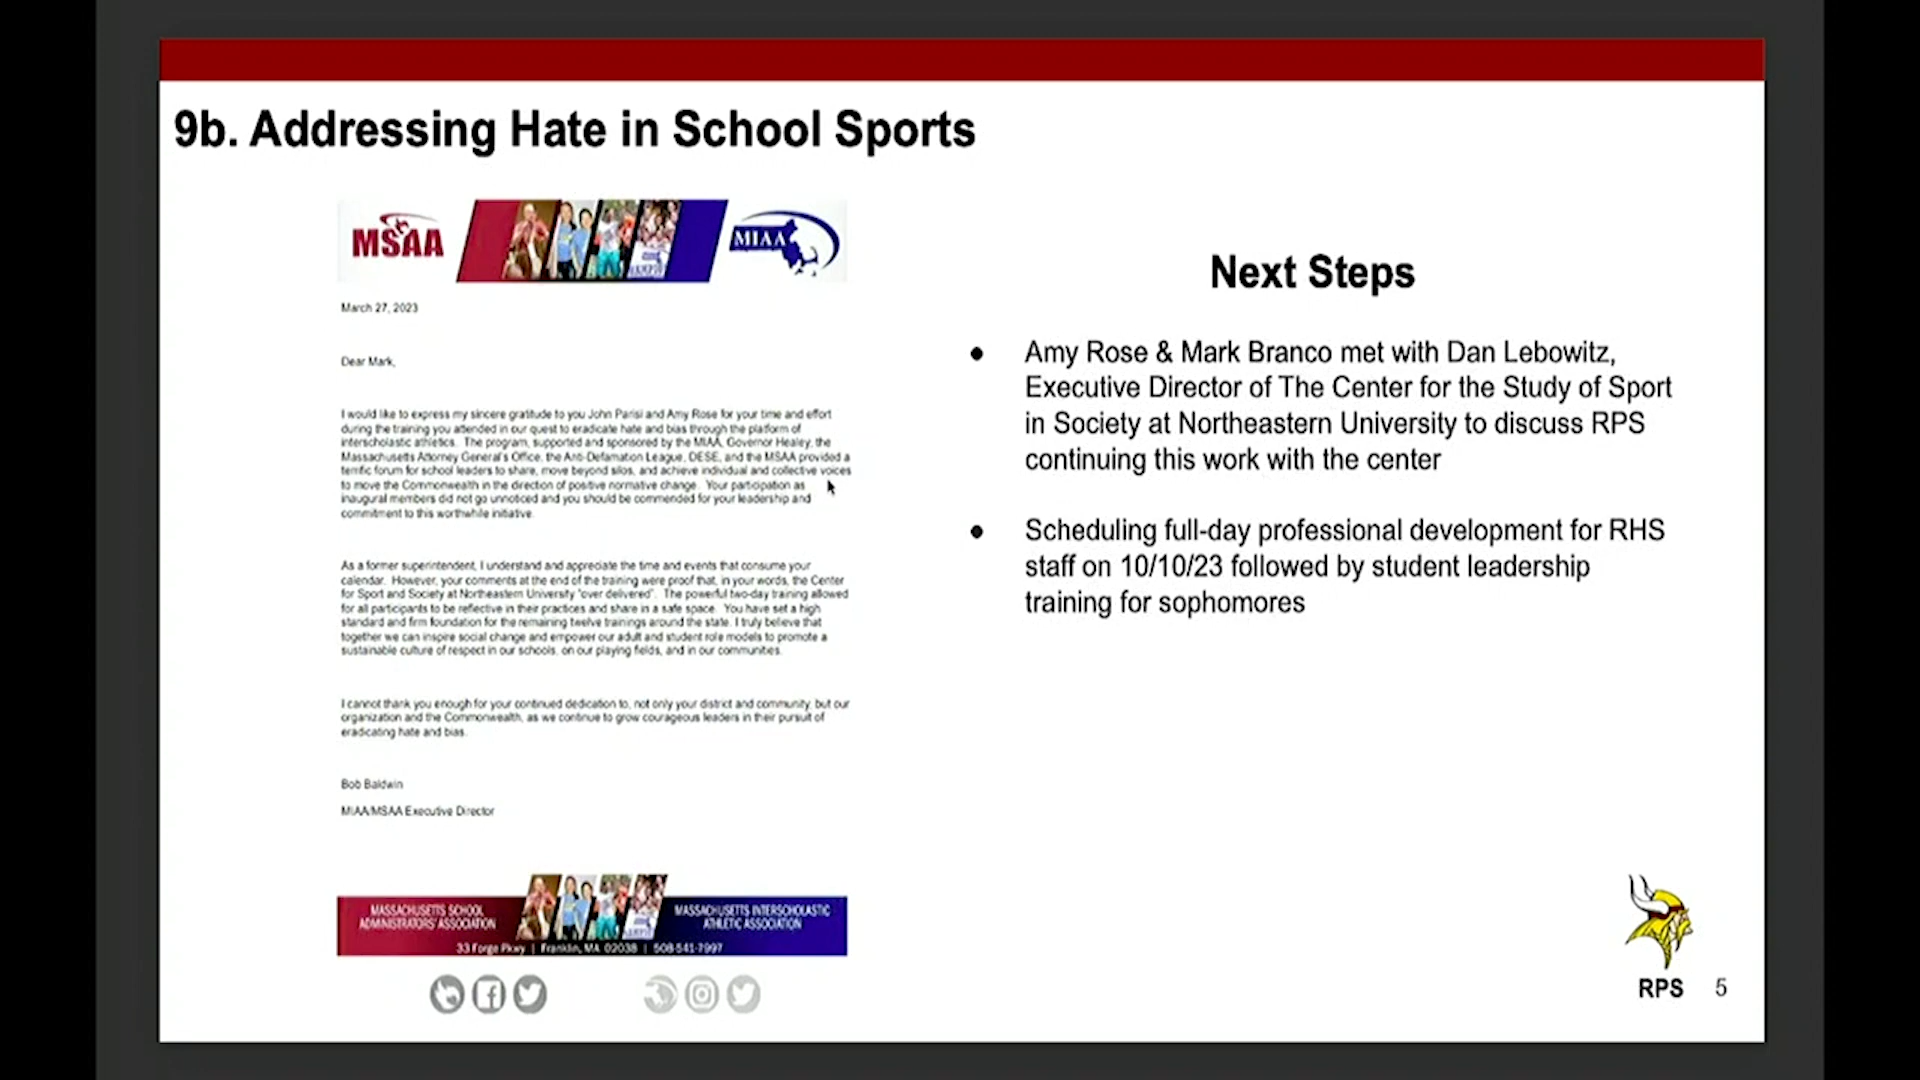 9b. Addressing Hate in School Sports
MSAA
MIAA
March 27, 2023
Dear Mark,
I would like to express my sincere gratitude to you John Parisi and Amy Rose for your time and effort
during the training you attended in our quest to eradicate hate and bias through the platform of
interscholastic athletics. The program, supported and sponsored by the MIAA, Governor Healey, the
Massachusetts Attorney General's Office, the Anti-Defamation League, DESE, and the MSAA provided a
terrific forum for school leaders to share, move beyond silos, and achieve individual and collective voices
to move the Commonwealth in the direction of positive normative change. Your participation as
inaugural members did not go unnoticed and you should be commended for your leadership and
commitment to this worthwhile initiative.
As a former superintendent, I understand and appreciate the time and events that consume your
calendar. However, your comments at the end of the training were proof that, in your words, the Center
for Sport and Society at Northeastern University "over delivered". The powerful two-day training allowed
for all participants to be reflective in their practices and share in a safe space. You have set a high
standard and firm foundation for the remaining twelve trainings around the state. I truly believe that
together we can inspire social change and empower our adult and student role models to promote a
sustainable culture of respect in our schools, on our playing fields, and in our communities.
I cannot thank you enough for your continued dedication to, not only your district and community, but our
organization and the Commonwealth, as we continue to grow courageous leaders in their pursuit of
eradicating hate and bias.
Bob Baldwin
MIAA/MSAA Executive Director
MASSACHUSETTS SCHOOL
ADMINISTRATORS' ASSOCIATION
MASSACHUSETTS INTERSCHOLASTIC
ATHLETIC ASSOCIATION
33 Forge Pkwy | Franklin, MA 02038 | 508-541-7997
Next Steps
● Amy Rose & Mark Branco met with Dan Lebowitz,
Executive Director of The Center for the Study of Sport
in Society at Northeastern University to discuss RPS
continuing this work with the center
● Scheduling full-day professional development for RHS
staff on 10/10/23 followed by student leadership
training for sophomores
RPS 5